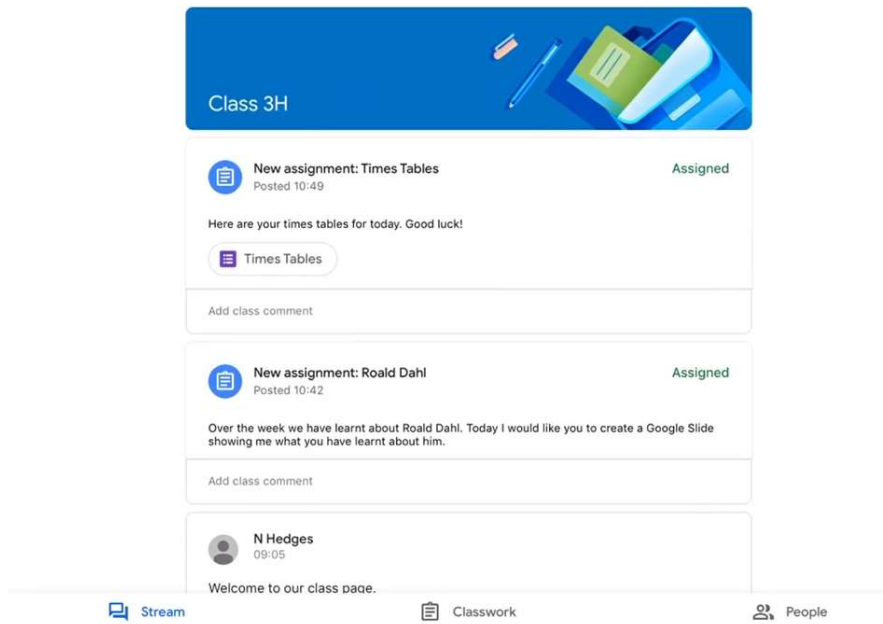 Class 3H
New assignment: Times Tables
Assigned
Posted 10:49
Here are your times tables for today. Good luck!
Times Tables
Add class comment
New assignment: Roald Dahl
Assigned
Posted 10:42
Over the week we have learnt about Roald Dahl. Today I would like you to create a Google Slide
showing me what you have learnt about him.
Add class comment
N Hedges
09:05
Welcome to our class page.
Stream
Classwork
People